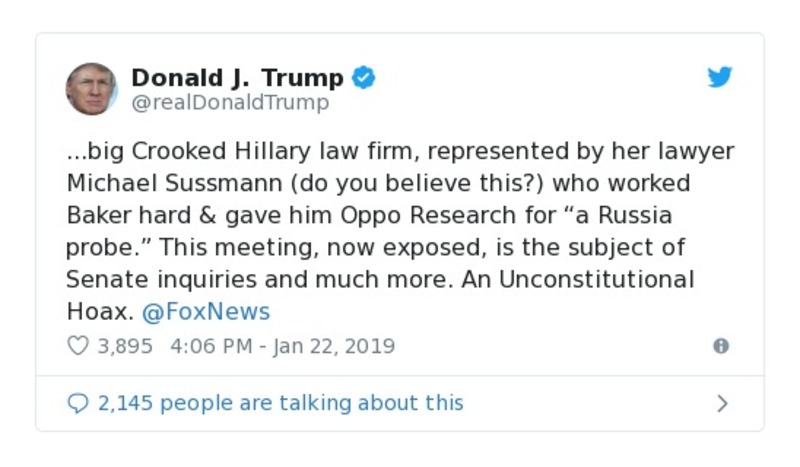 Donald J. Trump
@realDonaldTrump
...big Crooked Hillary law firm, represented by her lawyer
Michael Sussmann (do you believe this?) who worked
Baker hard & gave him Oppo Research for “a Russia
probe.” This meeting, now exposed, is the subject of
Senate inquiries and much more. An Unconstitutional
Hoax. @FoxNews
3,895 4:06 PM - Jan 22, 2019
2,145 people are talking about this